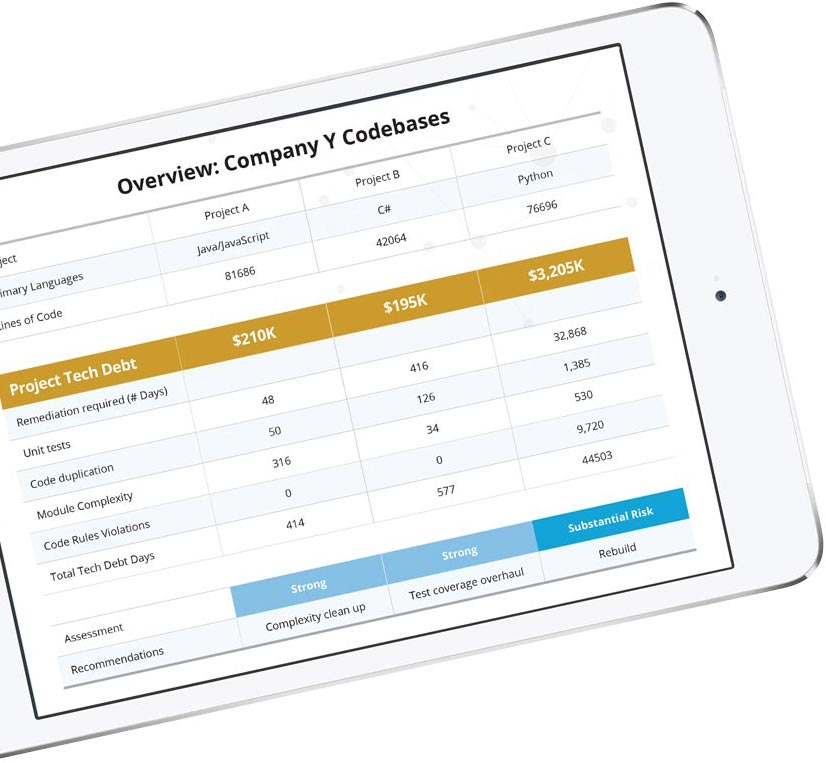 Overview: Company Y Codebases
ject Project A Project B Project C
imary Languages Java/JavaScript C# Python
ines of Code 81686 42064 76696
Project Tech Debt $210K $195K $3,205K
Remediation required (# Days)
Unit tests 48 416 32,868
Code duplication 50 126 1,385
Module Complexity 316 34 530
Code Rules Violations 0 0 9,720
Total Tech Debt Days 414 577 44503
Assessment Strong Strong Substantial Risk
Recommendations Complexity clean up Test coverage overhaul Rebuild